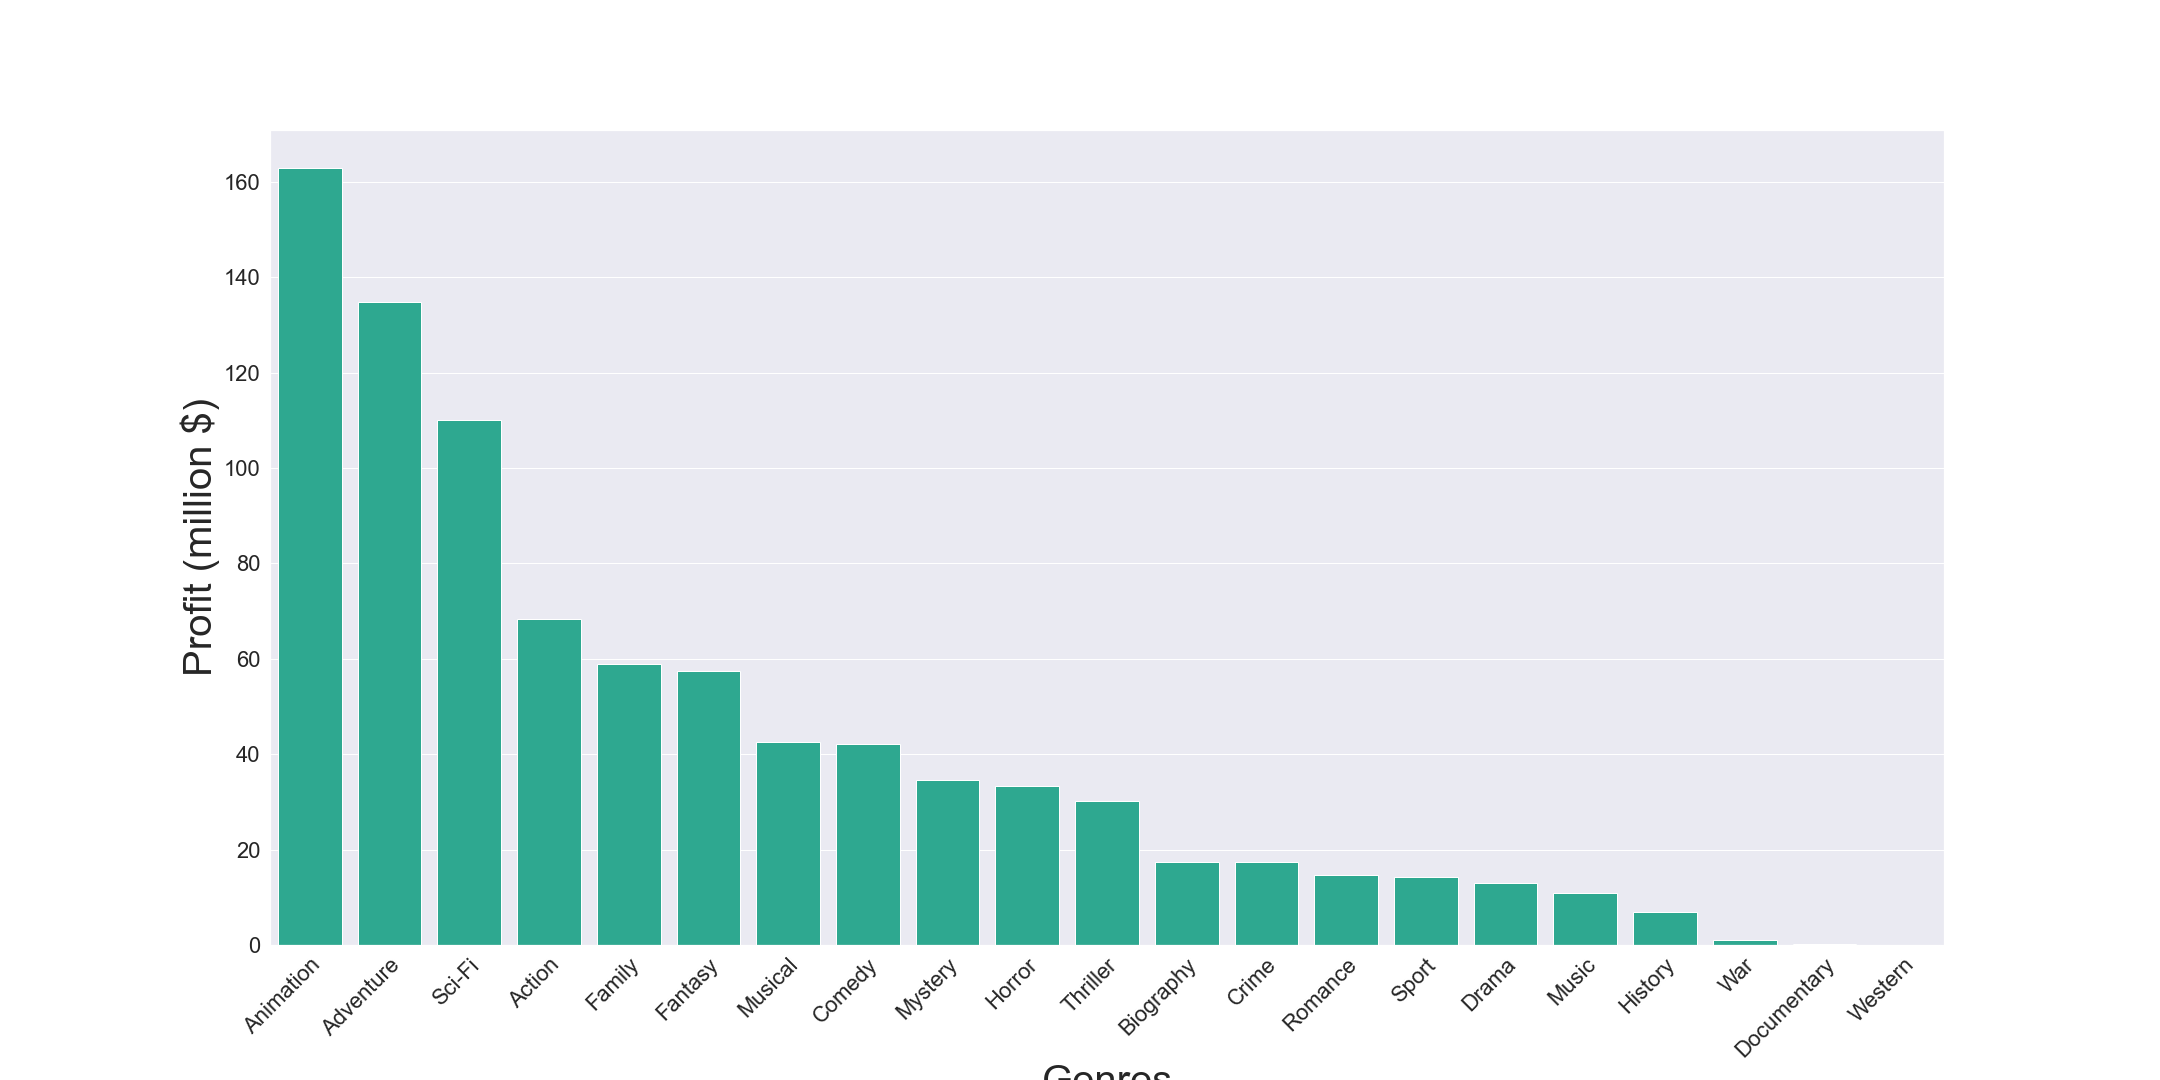 Profit (million $)
160
140
120
100
80
60
40
20
0
Animation
Adventure
Sci-Fi
Action
Family
Fantasy
Musical
Comedy
Mystery
Horror
Thriller
Biography
Crime
Romance
Sport
Drama
Music
History
War
Documentary
Western
Genres